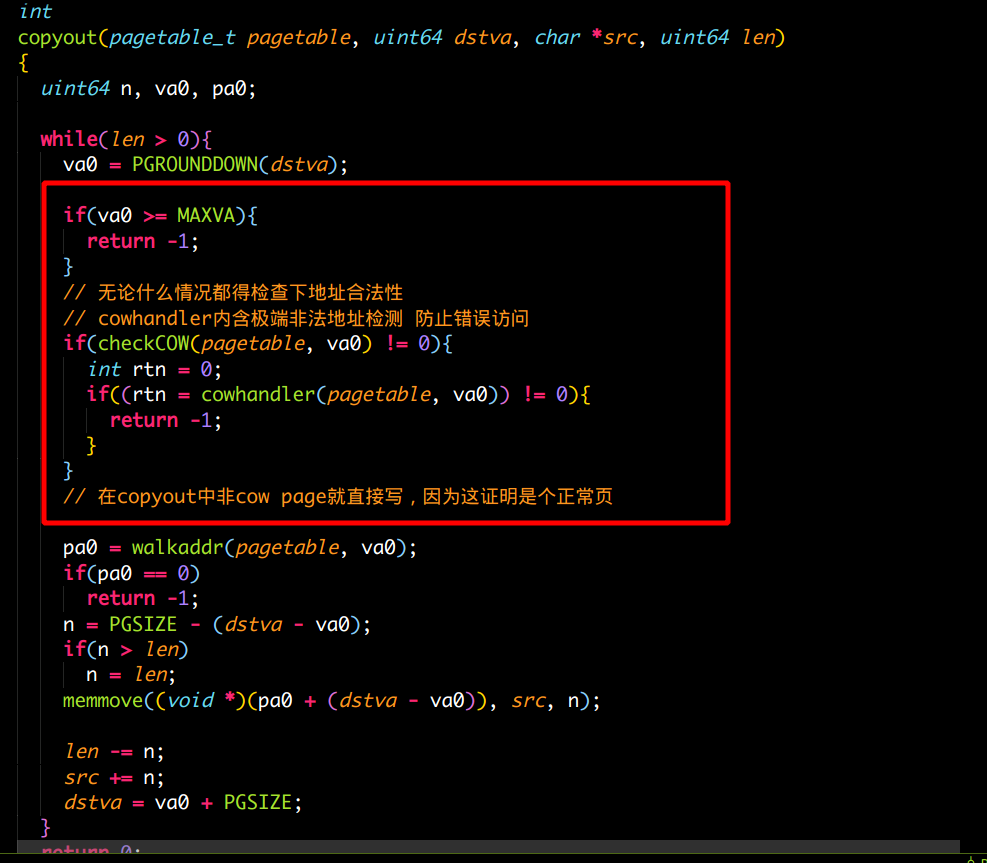 int
copyout(pagetable_t pagetable, uint64 dstva, char *src, uint64 len)
{
  uint64 n, va0, pa0;
  while(len > 0){
    va0 = PGROUNDDOWN(dstva);
    if(va0 >= MAXVA){
      return -1;
    }
    // 无论什么情况都得检查下地址合法性
    // cowhandler内含极端非法地址检测 防止错误访问
    if(checkCOW(pagetable, va0) != 0){
      int rtn = 0;
      if((rtn = cowhandler(pagetable, va0)) != 0){
        return -1;
      }
    }
    // 在copyout中非cow page就直接写，因为这证明是个正常页
    pa0 = walkaddr(pagetable, va0);
    if(pa0 == 0)
      return -1;
    n = PGSIZE - (dstva - va0);
    if(n > len)
      n = len;
    memmove((void *)(pa0 + (dstva - va0)), src, n);
    len -= n;
    src += n;
    dstva = va0 + PGSIZE;
  }
  return 0;